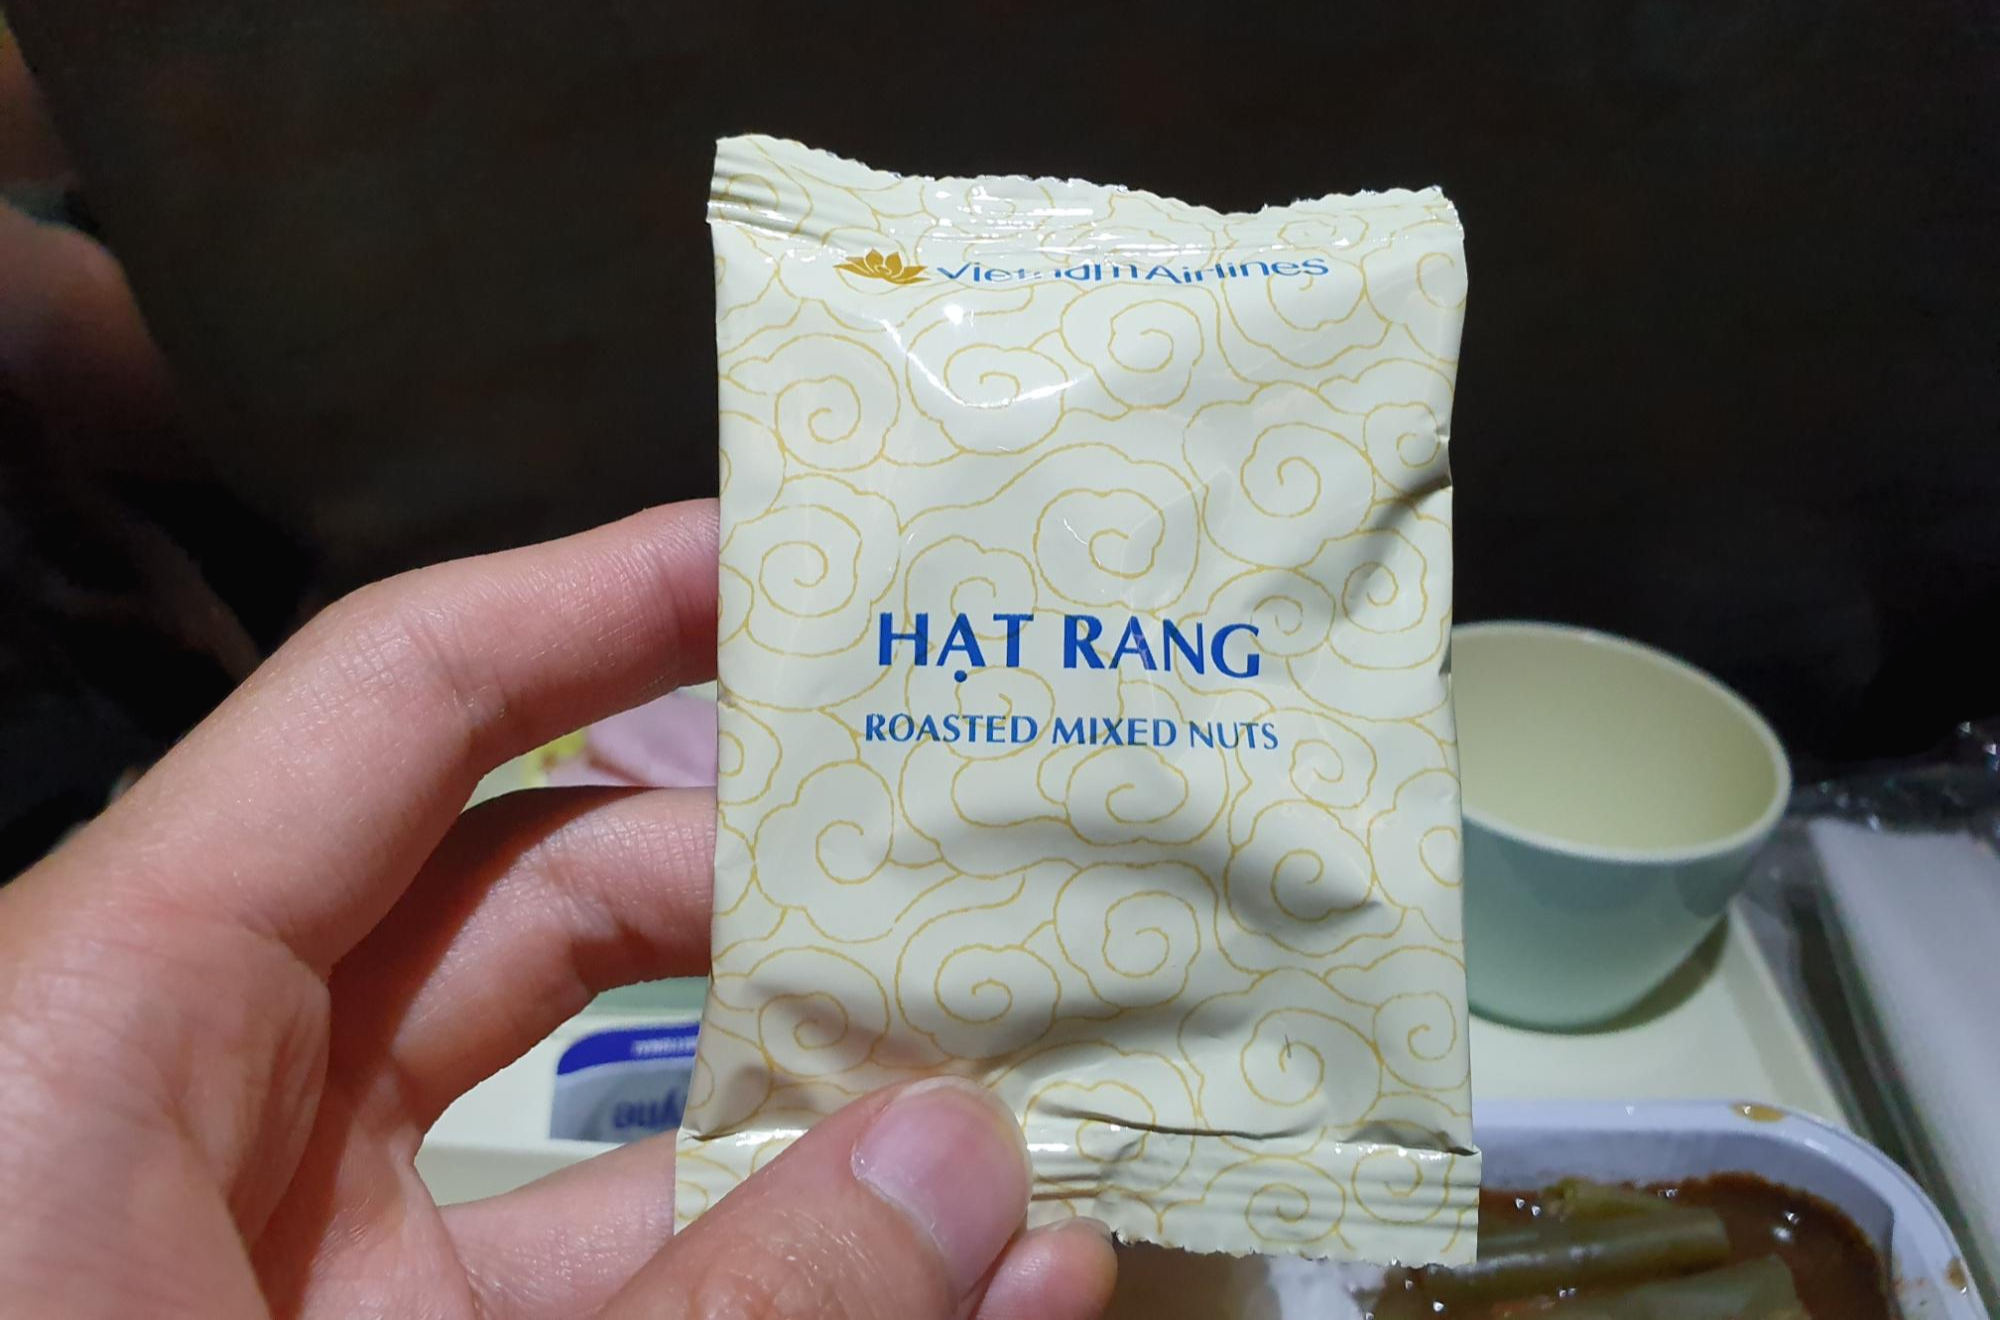 Vietnam Airlines
HẠT RANG
ROASTED MIXED NUTS